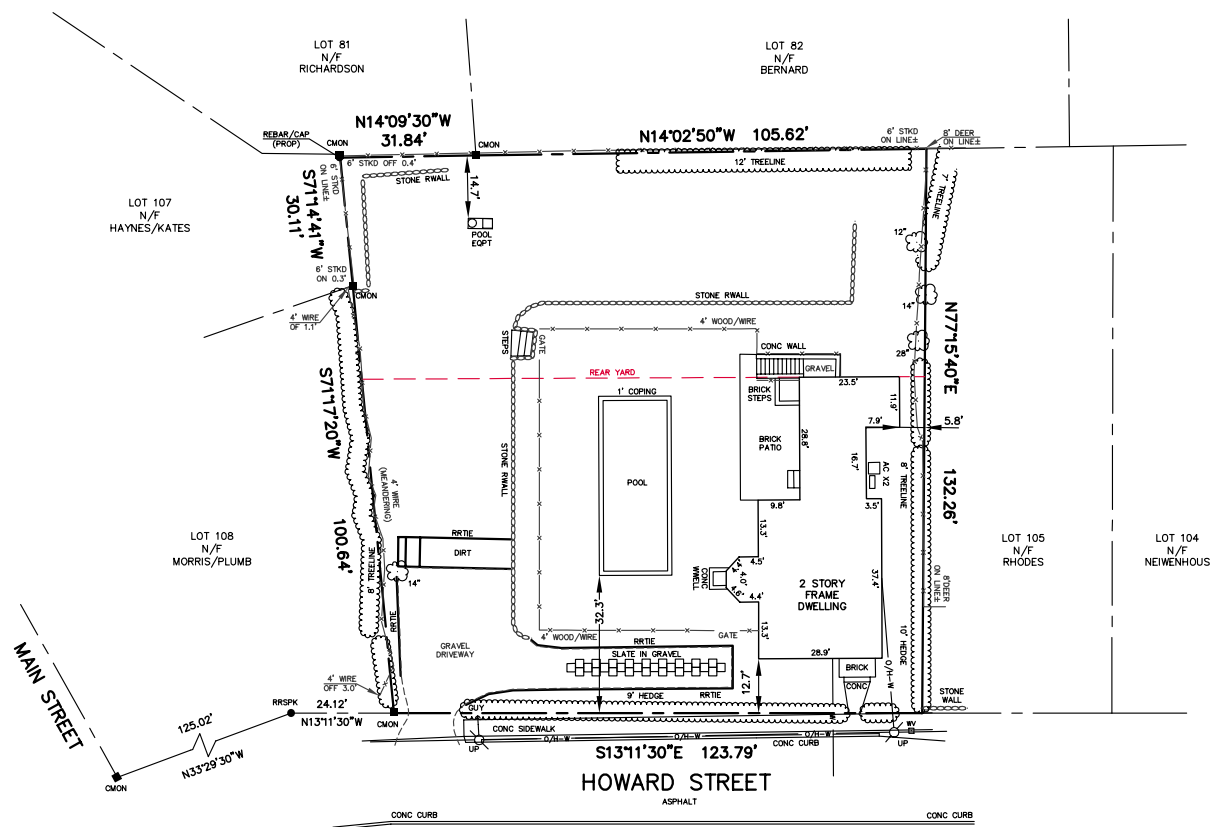 LOT 81
N/F
RICHARDSON
LOT 82
N/F
BERNARD
N14°09'30"W
31.84'
N14°02'50"W 105.62'
REBAR/CAP
(PROP)
CMON
CMON
6' STKD
ON LINE±
8' DEER
ON LINE±
6' STKD OFF 0.4'
12' TREELINE
STONE RWALL
6' STKD
ON LINE±
S71°14'41"W
30.11'
14.7'
7' TREELINE
LOT 107
N/F
HAYNES/KATES
POOL
EQPT
12"
6' STKD
ON 0.3'
CMON
STONE RWALL
14"
4' WIRE
OF 1.1'
4' WOOD/WIRE
STEPS
GATE
CONC WALL
28"
N77°15'40"E
132.26'
GRAVEL
REAR YARD
23.5'
1' COPING
BRICK
STEPS
11.9'
S71°17'20"W
100.64'
7.9'
5.8'
28.8'
BRICK
PATIO
16.7'
STONE RWALL
AC X2
8' TREELINE
POOL
4' WIRE
(MEANDERING)
9.8'
3.5'
13.3'
LOT 108
N/F
MORRIS/PLUMB
RRTIE
DIRT
LOT 105
N/F
RHODES
LOT 104
N/F
NEIWENHOUS
8' TREELINE
14"
4.5'
4.4'
4.0'
4.6'
4.4'
CONC
WWELL
2 STORY
FRAME
DWELLING
37.4'
8'DEER
ON LINE±
32.3'
RRTIE
13.3'
10' HEDGE
4' WOOD/WIRE
RRTIE
GATE
GRAVEL
DRIVEWAY
SLATE IN GRAVEL
28.9'
BRICK
O/H-W
MAIN STREET
4' WIRE
OFF 3.0'
12.7'
CONC
STONE
WALL
9' HEDGE
RRTIE
RRSPK
24.12'
N13°11'30"W
CMON
GUY
125.02'
N33°29'30"W
CONC SIDEWALK
WV
O/H-W
O/H-W
O/H-W
UP
UP
CONC CURB
S13°11'30"E 123.79'
CMON
HOWARD STREET
ASPHALT
CONC CURB
CONC CURB